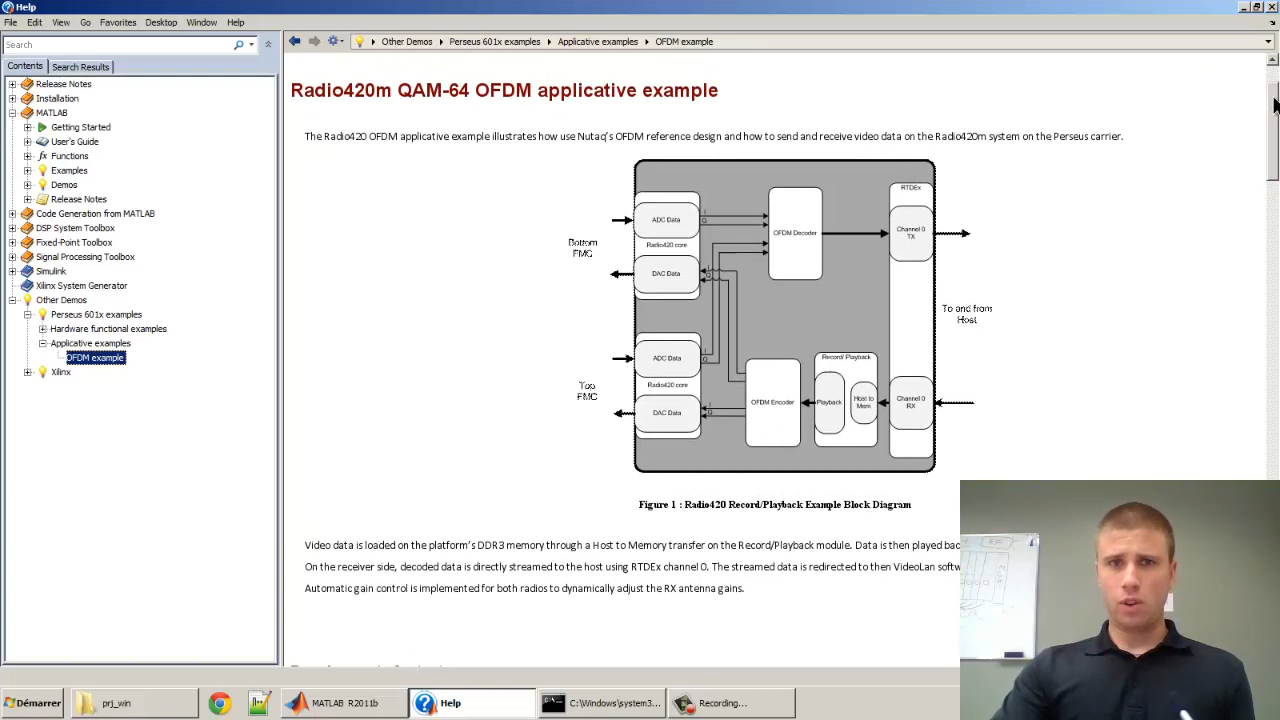 Help
File Edit View Go Favorites Desktop Window Help
Search
Other Demos Perseus 601x examples Applicative examples OFDM example
Contents Search Results
Release Notes
Installation
MATLAB
Getting Started
User's Guide
fx Functions
Examples
Demos
Release Notes
Code Generation from MATLAB
DSP System Toolbox
Fixed-Point Toolbox
Signal Processing Toolbox
Simulink
Xilinx System Generator
Other Demos
Perseus 601x examples
Hardware functional examples
Applicative examples
OFDM example
Xilinx
Radio420m QAM-64 OFDM applicative example
The Radio420 OFDM applicative example illustrates how use Nutaq's OFDM reference design and how to send and receive video data on the Radio420m system on the Perseus carrier.
RTDEx
ADC Data
I
Q
OFDM Decoder
Channel 0
TX
Bottom
FMC
Radio420 core
DAC Data
To and from
Host
ADC Data
Record/ Playback
Top
FMC
Radio420 core
DAC Data
OFDM Encoder
Playback
Host to
Mem
Channel 0
RX
Figure 1 : Radio420 Record/Playback Example Block Diagram
Video data is loaded on the platform's DDR3 memory through a Host to Memory transfer on the Record/Playback module. Data is then played bac
On the receiver side, decoded data is directly streamed to the host using RTDEx channel 0. The streamed data is redirected to then VideoLan softw
Automatic gain control is implemented for both radios to dynamically adjust the RX antenna gains.
Démarrer prj_win MATLAB R2011b Help C:\Windows\system3... Recording...